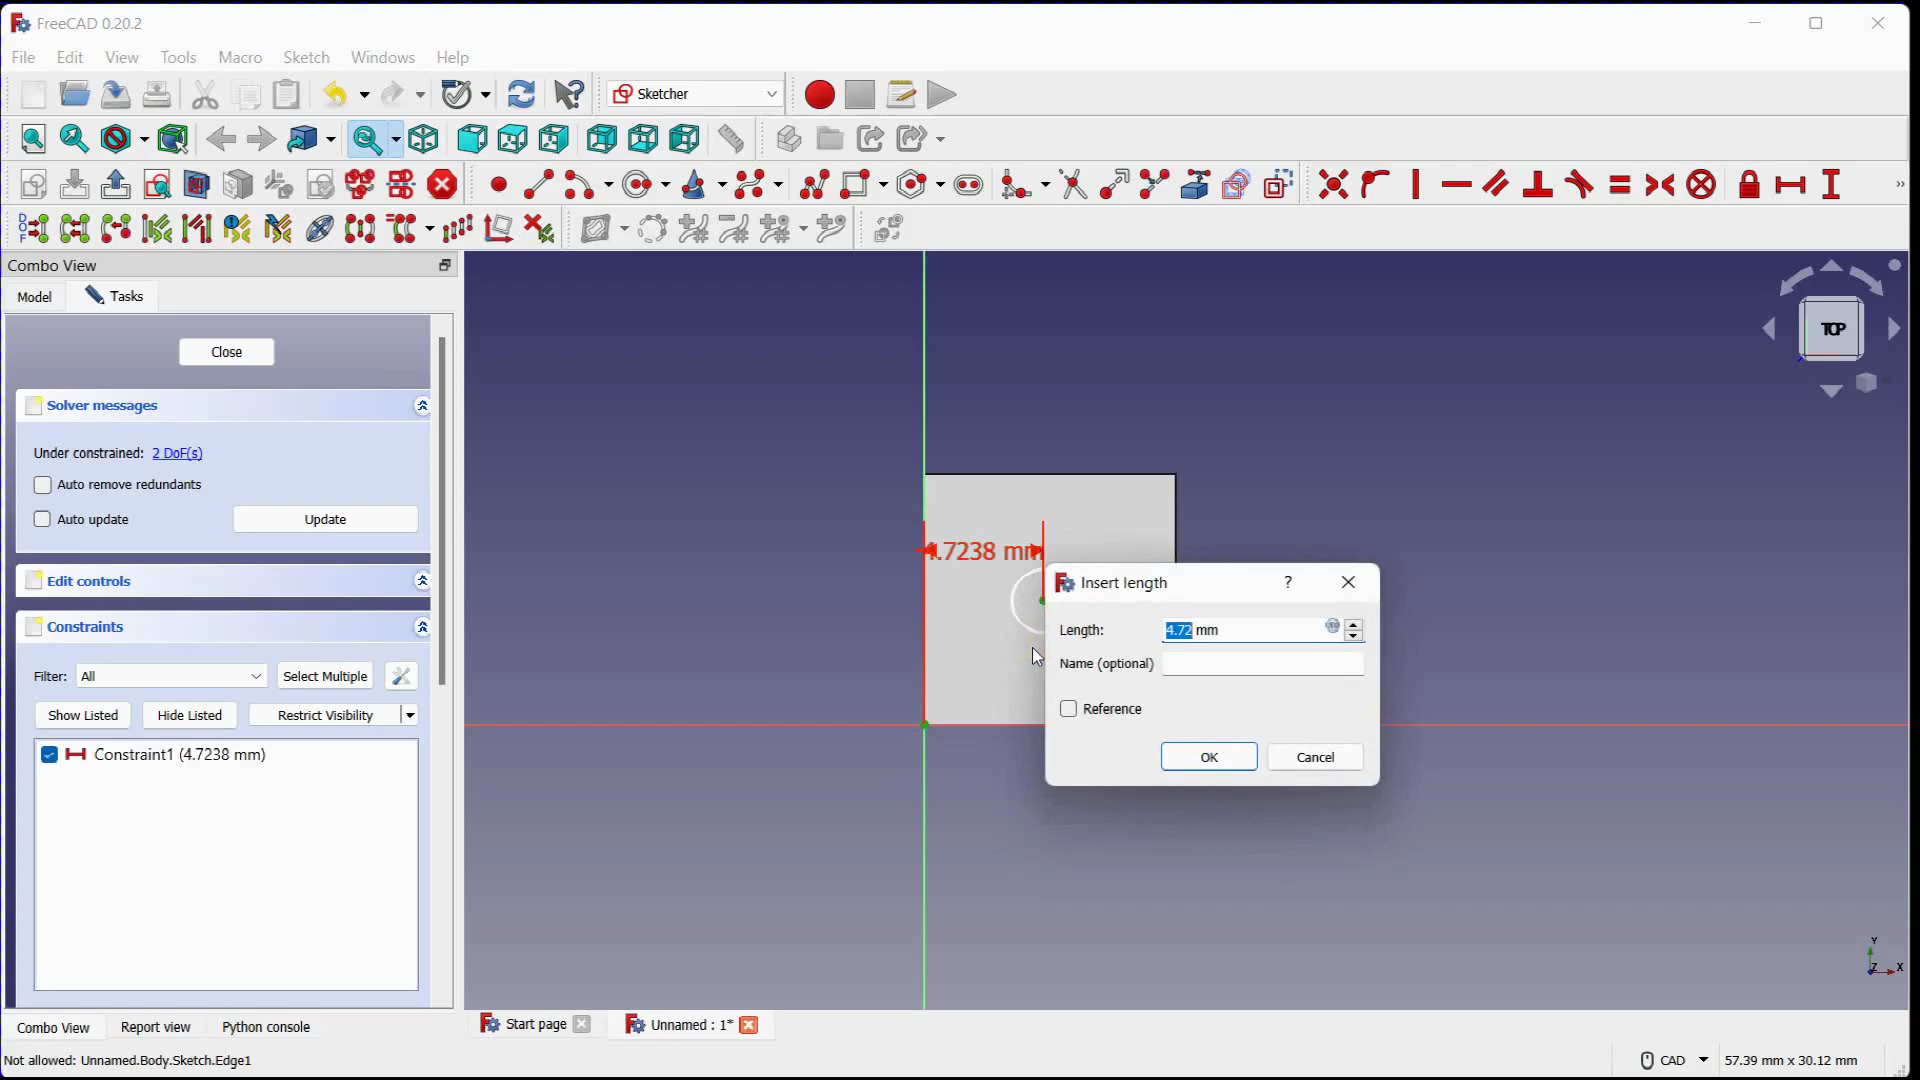 FreeCAD 0.20.2
File Edit View Tools Macro Sketch Windows Help
Sketcher
Combo View
Model Tasks
Close
Solver messages
Under constrained: 2 DoF(s)
Auto remove redundants
Auto update Update
Edit controls
Constraints
Filter: All Select Multiple
Show Listed Hide Listed Restrict Visibility
Constraint1 (4.7238 mm)
TOP
4.7238 mm
Insert length ?
Length: 4.72 mm
Name (optional)
Reference
OK Cancel
Y
Z X
Combo View Report view Python console
Start page Unnamed : 1*
Not allowed: Unnamed.Body.Sketch.Edge1
CAD 57.39 mm x 30.12 mm